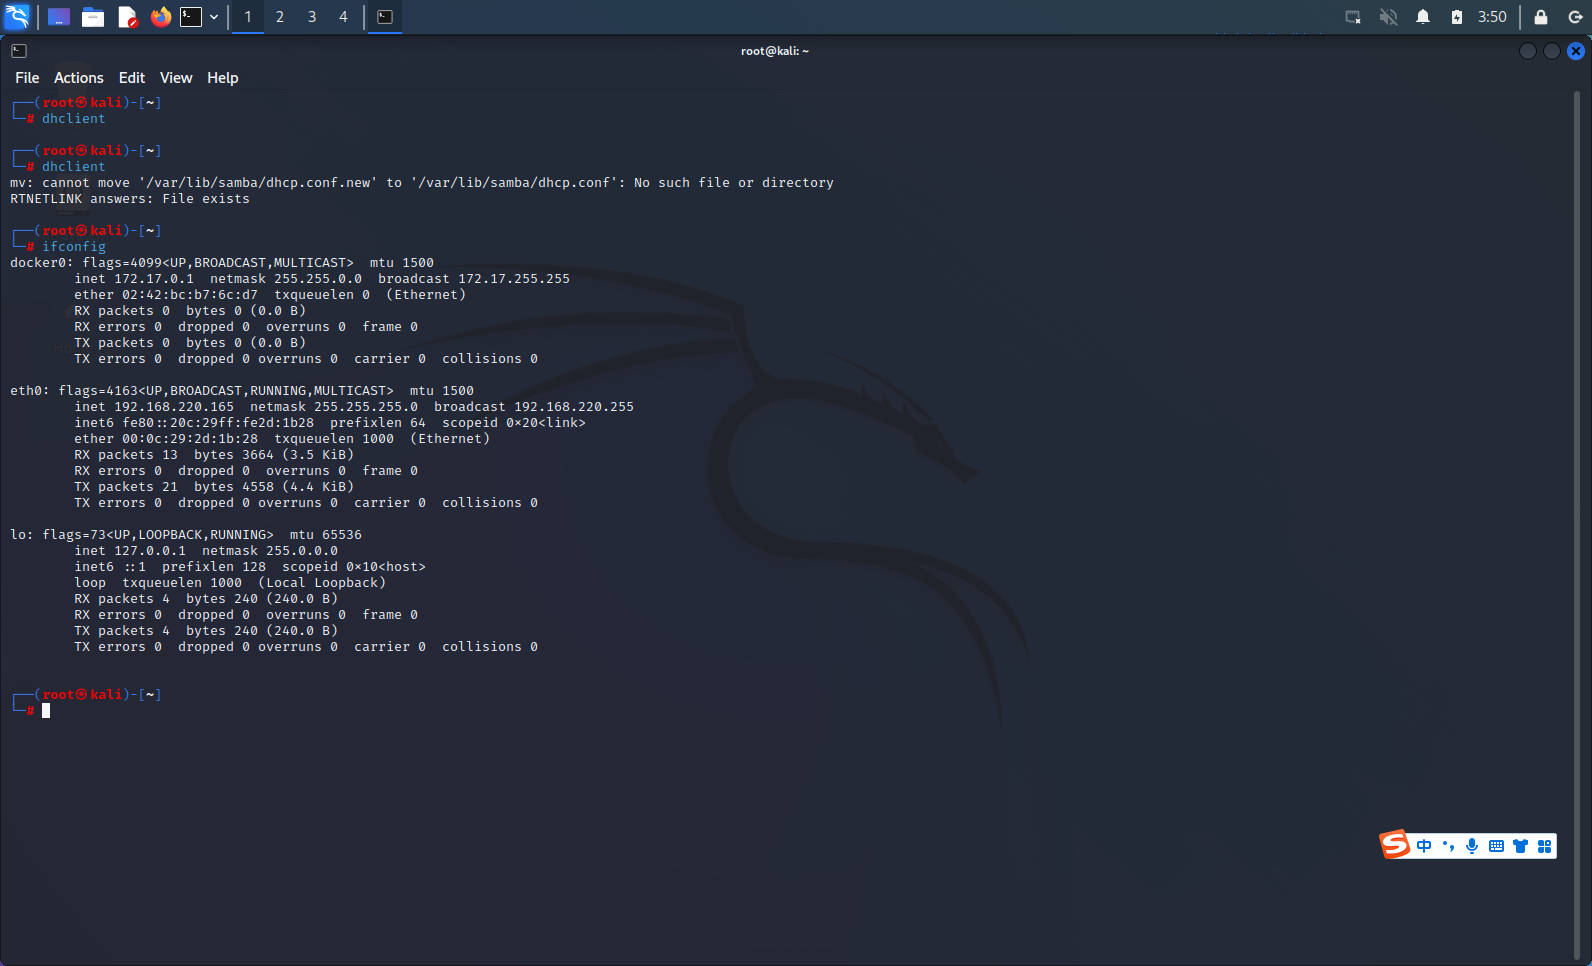 1 2 3 4 3:50
root@kali: ~
File Actions Edit View Help
┌──(root㉿kali)-[~]
└─# dhclient
┌──(root㉿kali)-[~]
└─# dhclient
mv: cannot move '/var/lib/samba/dhcp.conf.new' to '/var/lib/samba/dhcp.conf': No such file or directory
RTNETLINK answers: File exists
┌──(root㉿kali)-[~]
└─# ifconfig
docker0: flags=4099<UP,BROADCAST,MULTICAST>  mtu 1500
        inet 172.17.0.1  netmask 255.255.0.0  broadcast 172.17.255.255
        ether 02:42:bc:b7:6c:d7  txqueuelen 0  (Ethernet)
        RX packets 0  bytes 0 (0.0 B)
        RX errors 0  dropped 0  overruns 0  frame 0
        TX packets 0  bytes 0 (0.0 B)
        TX errors 0  dropped 0 overruns 0  carrier 0  collisions 0
eth0: flags=4163<UP,BROADCAST,RUNNING,MULTICAST>  mtu 1500
        inet 192.168.220.165  netmask 255.255.255.0  broadcast 192.168.220.255
        inet6 fe80::20c:29ff:fe2d:1b28  prefixlen 64  scopeid 0×20<link>
        ether 00:0c:29:2d:1b:28  txqueuelen 1000  (Ethernet)
        RX packets 13  bytes 3664 (3.5 KiB)
        RX errors 0  dropped 0  overruns 0  frame 0
        TX packets 21  bytes 4558 (4.4 KiB)
        TX errors 0  dropped 0 overruns 0  carrier 0  collisions 0
lo: flags=73<UP,LOOPBACK,RUNNING>  mtu 65536
        inet 127.0.0.1  netmask 255.0.0.0
        inet6 ::1  prefixlen 128  scopeid 0×10<host>
        loop  txqueuelen 1000  (Local Loopback)
        RX packets 4  bytes 240 (240.0 B)
        RX errors 0  dropped 0  overruns 0  frame 0
        TX packets 4  bytes 240 (240.0 B)
        TX errors 0  dropped 0 overruns 0  carrier 0  collisions 0
┌──(root㉿kali)-[~]
└─#
S 中